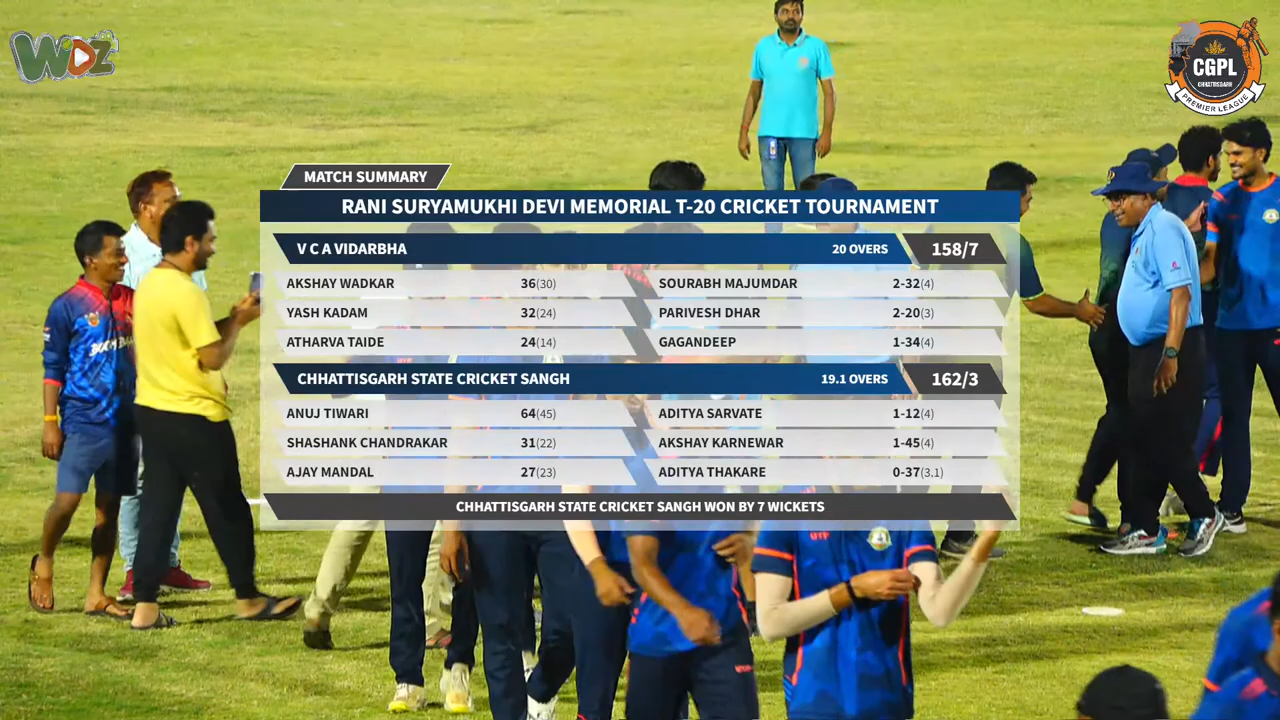 WOZ
CGPL
CHHATTISGARH
PREMIER LEAGUE
MATCH SUMMARY
RANI SURYAMUKHI DEVI MEMORIAL T-20 CRICKET TOURNAMENT
V C A VIDARBHA 20 OVERS 158/7
AKSHAY WADKAR 36(30) SOURABH MAJUMDAR 2-32(4)
YASH KADAM 32(24) PARIVESH DHAR 2-20(3)
ATHARVA TAIDE 24(14) GAGANDEEP 1-34(4)
CHHATTISGARH STATE CRICKET SANGH 19.1 OVERS 162/3
ANUJ TIWARI 64(45) ADITYA SARVATE 1-12(4)
SHASHANK CHANDRAKAR 31(22) AKSHAY KARNEWAR 1-45(4)
AJAY MANDAL 27(23) ADITYA THAKARE 0-37(3.1)
CHHATTISGARH STATE CRICKET SANGH WON BY 7 WICKETS